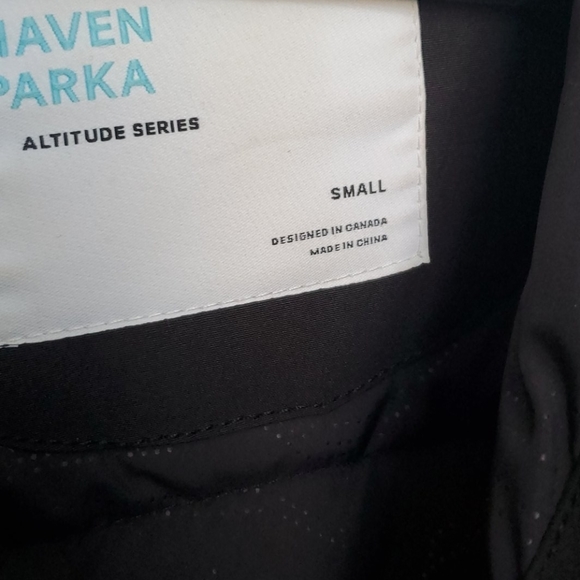 HAVEN
PARKA
ALTITUDE SERIES
SMALL
DESIGNED IN CANADA
MADE IN CHINA